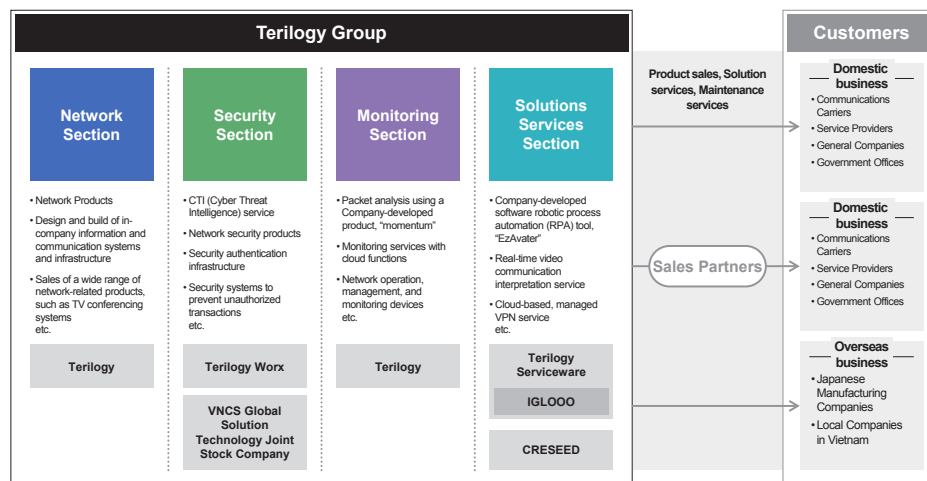 Terilogy Group
Network
Section
• Network Products
• Design and build of in-
company information and
communication systems
and infrastructure
• Sales of a wide range of
network-related products,
such as TV conferencing
systems
etc.
Terilogy
Security
Section
• CTI (Cyber Threat
Intelligence) service
• Network security products
• Security authentication
infrastructure
• Security systems to
prevent unauthorized
transactions
etc.
Terilogy Worx
VNCS Global
Solution
Technology Joint
Stock Company
Monitoring
Section
• Packet analysis using a
Company-developed
product, “momentum”
• Monitoring services with
cloud functions
• Network operation,
management, and
monitoring devices
etc.
Terilogy
Solutions
Services
Section
• Company-developed
software robotic process
automation (RPA) tool,
“EzAvater”
• Real-time video
communication
interpretation service
• Cloud-based, managed
VPN service
etc.
Terilogy
Serviceware
IGLOOO
CRESEED
Product sales, Solution
services, Maintenance
services
Sales Partners
Customers
Domestic
business
• Communications
Carriers
• Service Providers
• General Companies
• Government Offices
Domestic
business
• Communications
Carriers
• Service Providers
• General Companies
• Government Offices
Overseas
business
• Japanese
Manufacturing
Companies
• Local Companies
in Vietnam